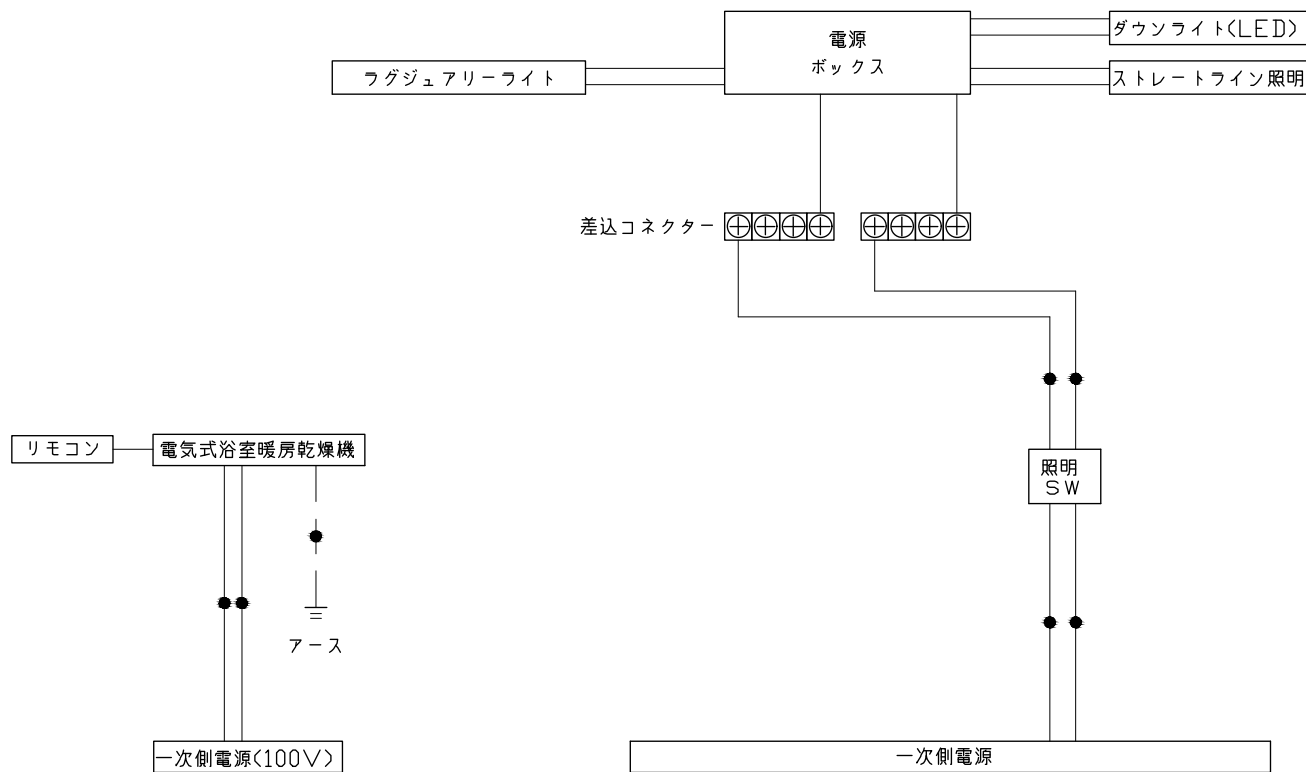 電源
ボックス
ダウンライト(LED)
ラグジュアリーライト
ストレートライン照明
差込コネクター
リモコン
電気式浴室暖房乾燥機
照明
SW
アース
一次側電源(100V)
一次側電源